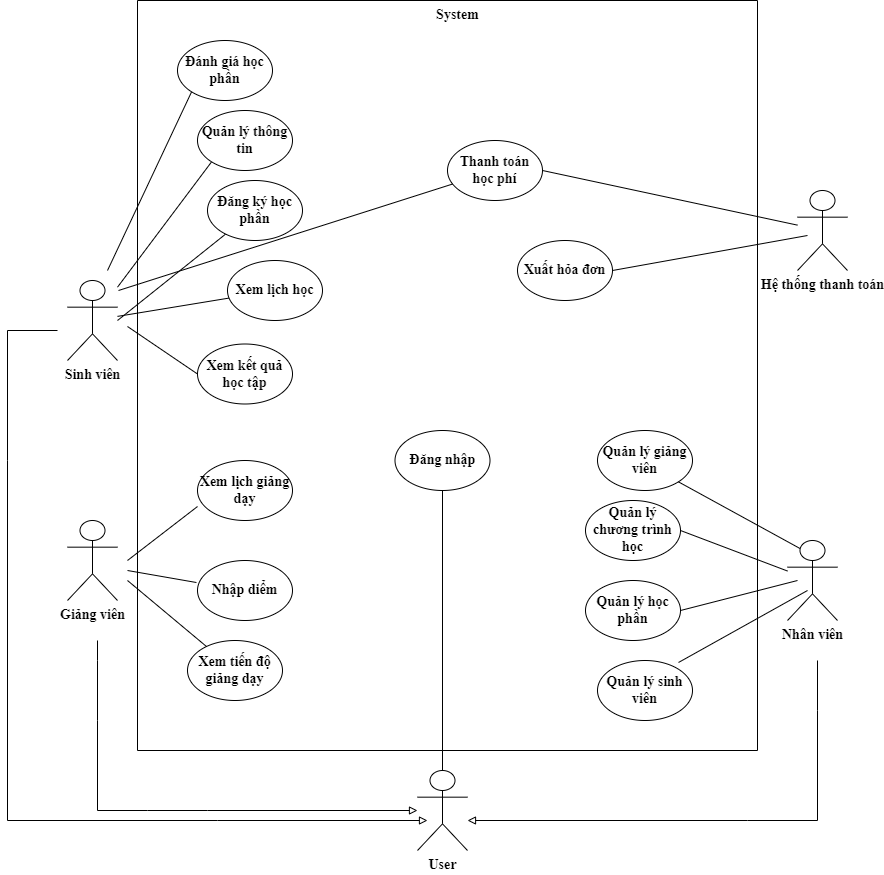 System
Đánh giá học
phần
Quản lý thông
tin
Đăng ký học
phần
Xem lịch học
Xem kết quả
học tập
Thanh toán
học phí
Xuất hóa đơn
Hệ thống thanh toán
Sinh viên
Đăng nhập
Xem lịch giảng
dạy
Nhập diểm
Xem tiến độ
giảng dạy
Giảng viên
Quản lý giảng
viên
Quản lý
chương trình
học
Quản lý học
phần
Quản lý sinh
viên
Nhân viên
User